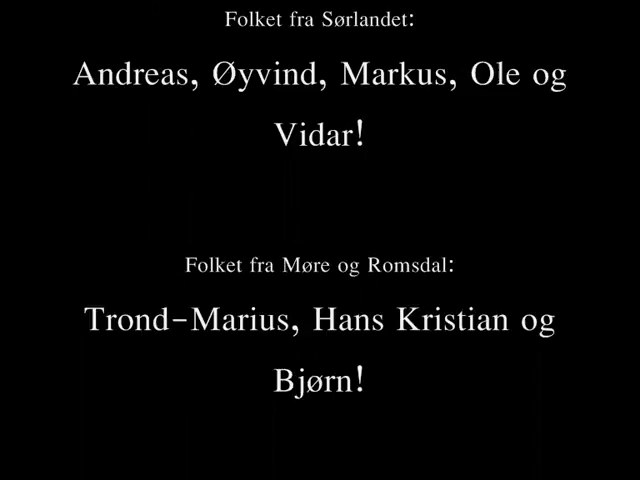 Folket fra Sørlandet:
Andreas, Øyvind, Markus, Ole og
Vidar!
Folket fra Møre og Romsdal:
Trond-Marius, Hans Kristian og
Bjørn!